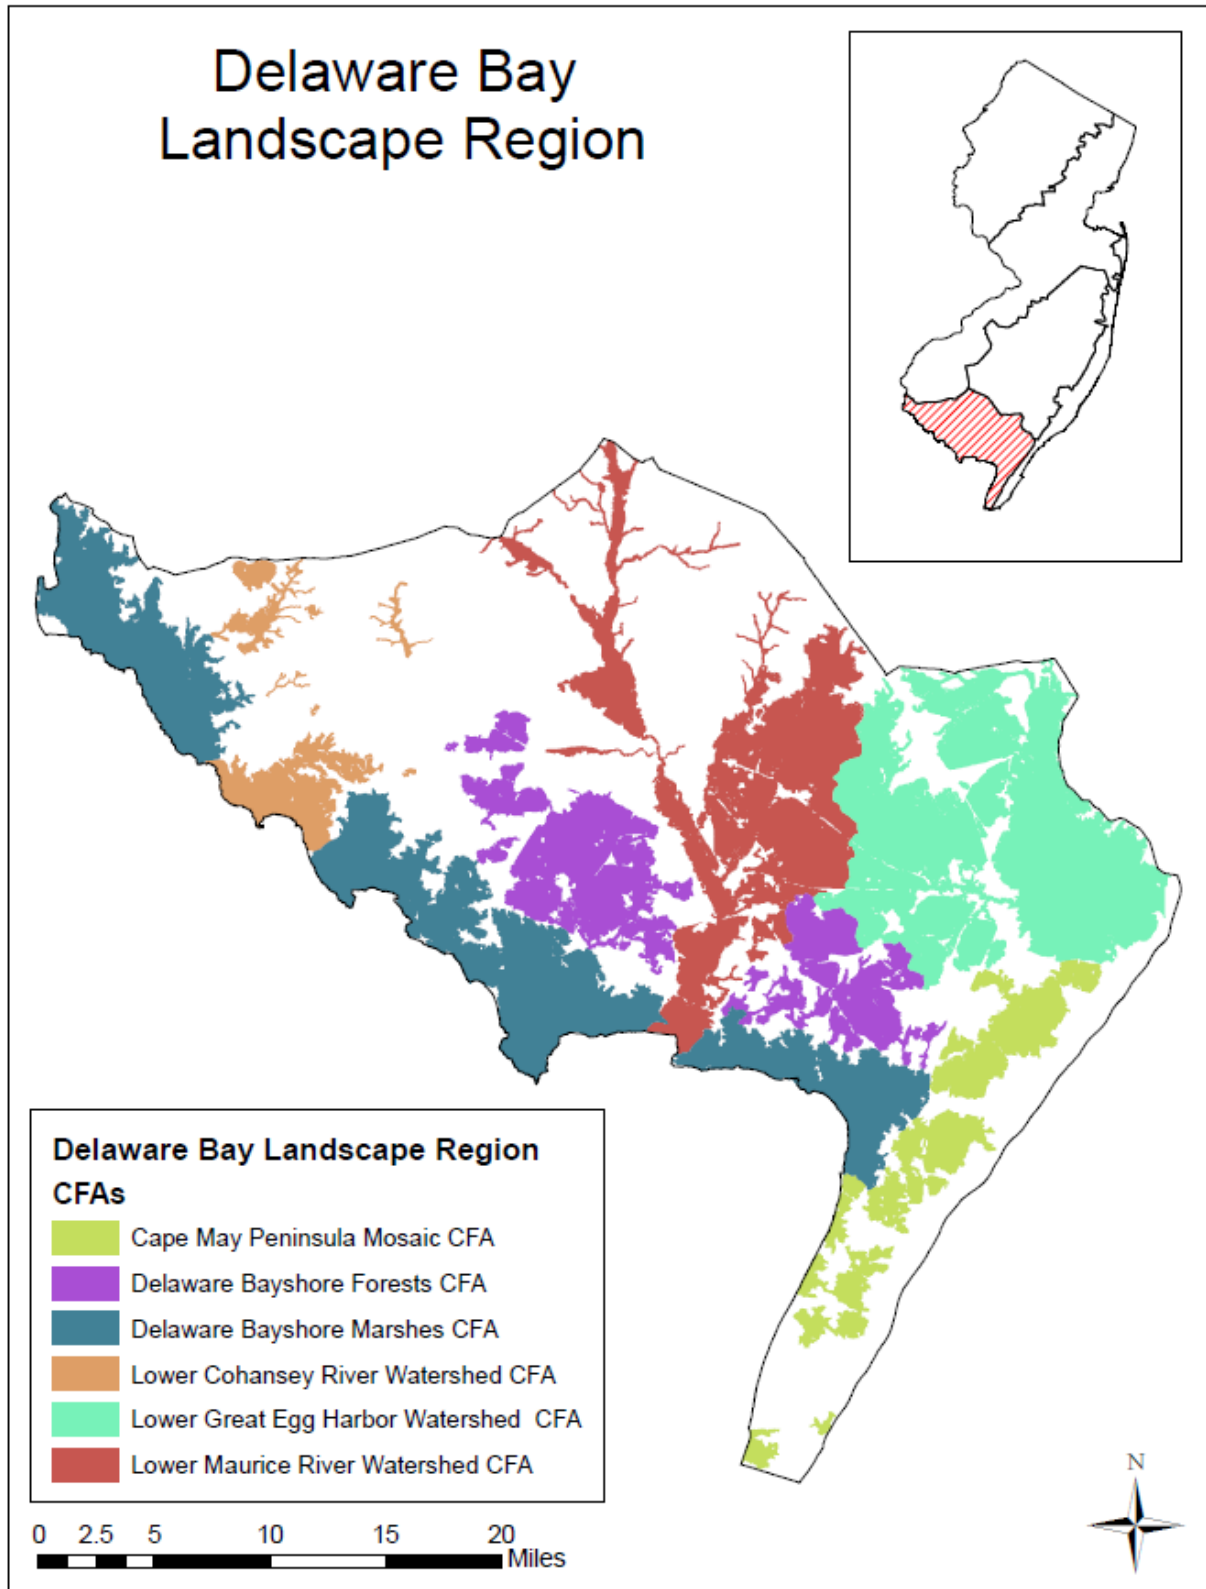 Delaware Bay
Landscape Region
Delaware Bay Landscape Region
CFAs
Cape May Peninsula Mosaic CFA
Delaware Bayshore Forests CFA
Delaware Bayshore Marshes CFA
Lower Cohansey River Watershed CFA
Lower Great Egg Harbor Watershed  CFA
Lower Maurice River Watershed CFA
0 2.5 5 10 15 20
Miles
N